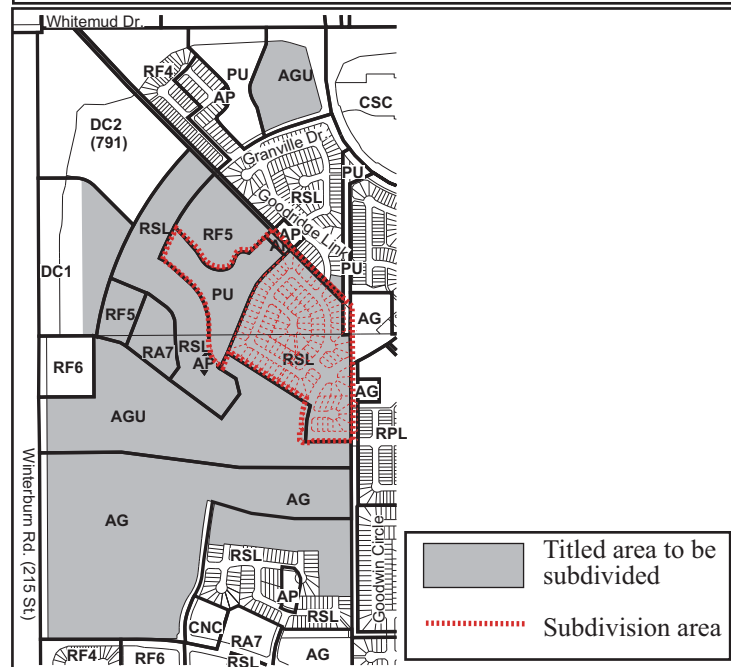 Whitemud Dr.
RF4
PU
AGU
AP
CSC
DC2
(791)
Granville Dr.
PU
RSL
Goodridge Link
RSL
RF5
AP
AP
DC1
PU
PU
RF5
AG
RSL
RA7
AP
RSL
RF6
AG
AGU
RPL
Winterburn Rd. (215 St.)
AG
AG
Goodwin Circle
RSL
AP
RSL
CNC
RA7
RF4
RF6
RSL
AG
Titled area to be
subdivided
Subdivision area